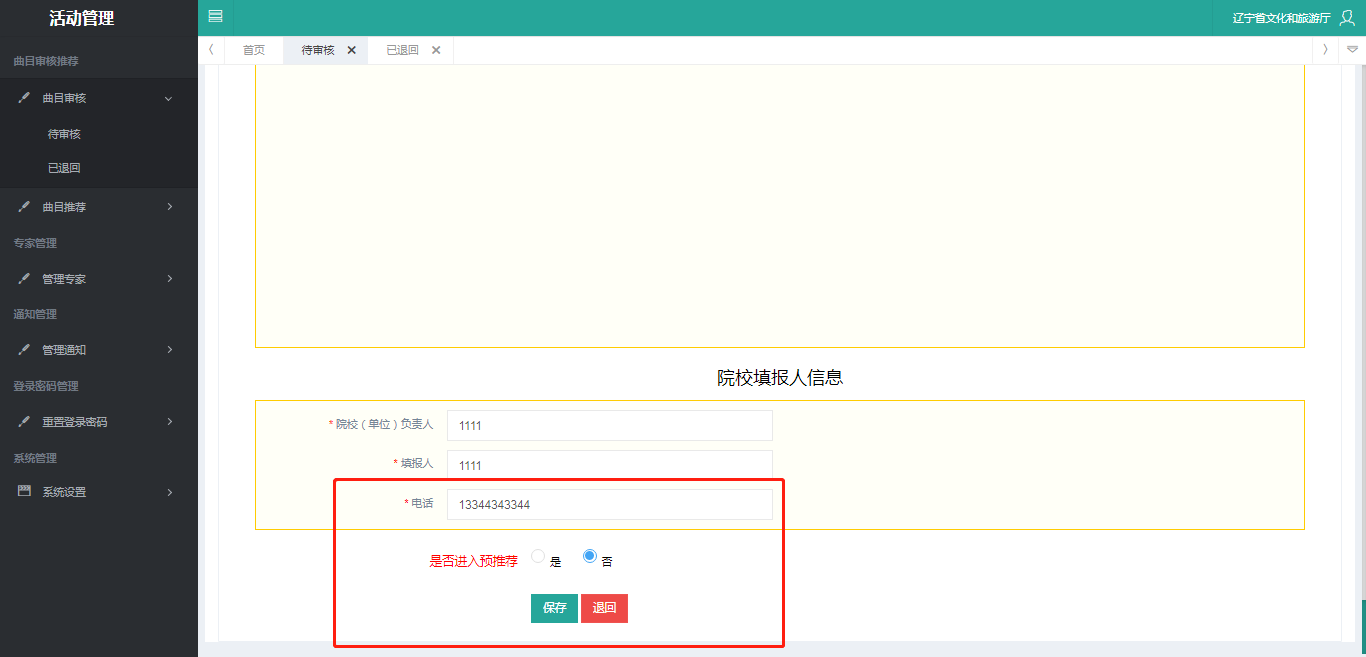 活动管理
辽宁省文化和旅游厅
首页
待审核
已退回
曲目审核推荐
曲目审核
待审核
已退回
曲目推荐
专家管理
管理专家
通知管理
管理通知
登录密码管理
重置登录密码
系统管理
系统设置
院校填报人信息
*院校（单位）负责人 1111
*填报人 1111
*电话 13344343344
是否进入预推荐 是 否
保存 退回